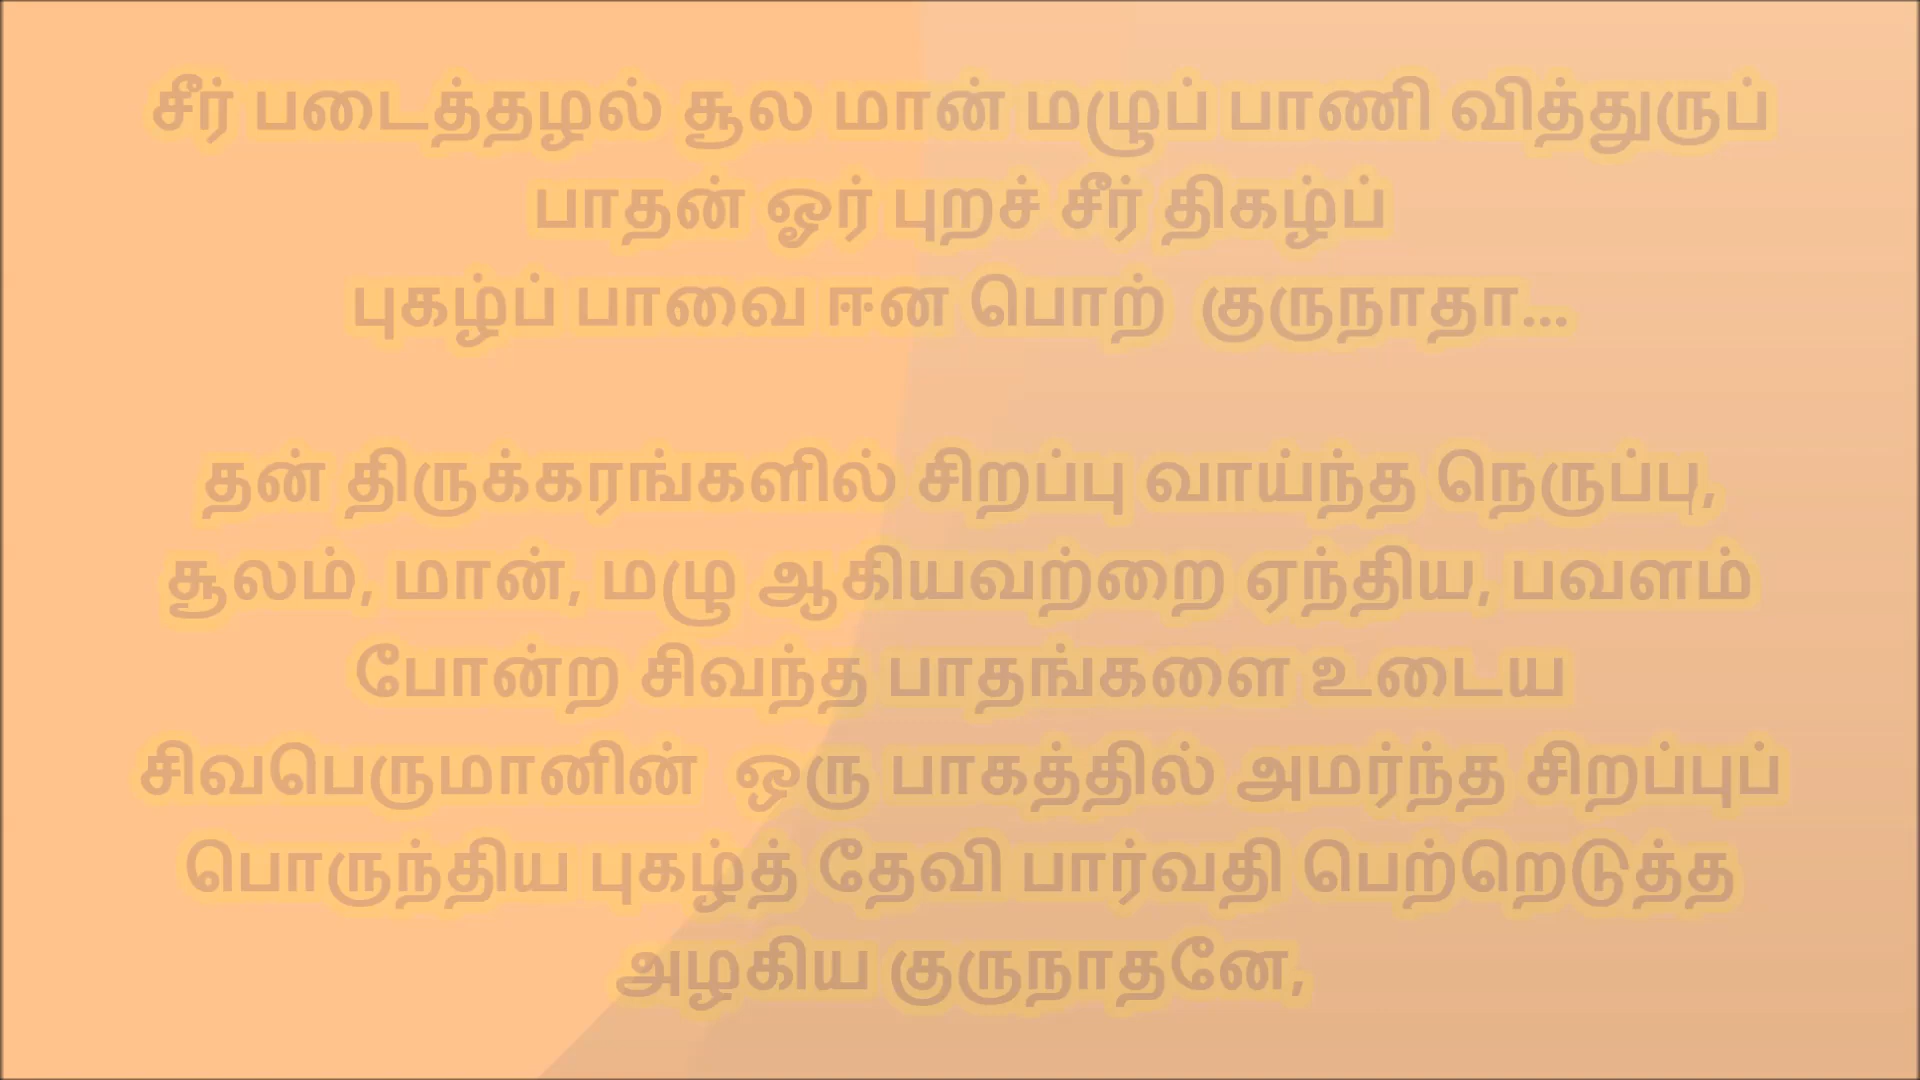 சீர் படைத்தழல் சூல மான் மழுப் பாணி வித்துருப்
பாதன் ஓர் புறச் சீர் திகழ்ப்
புகழ்ப் பாவை ஈன பொற் குருநாதா...
தன் திருக்கரங்களில் சிறப்பு வாய்ந்த நெருப்பு,
சூலம், மான், மழு ஆகியவற்றை ஏந்திய, பவளம்
போன்ற சிவந்த பாதங்களை உடைய
சிவபெருமானின் ஒரு பாகத்தில் அமர்ந்த சிறப்புப்
பொருந்திய புகழ்த் தேவி பார்வதி பெற்றெடுத்த
அழகிய குருநாதனே,